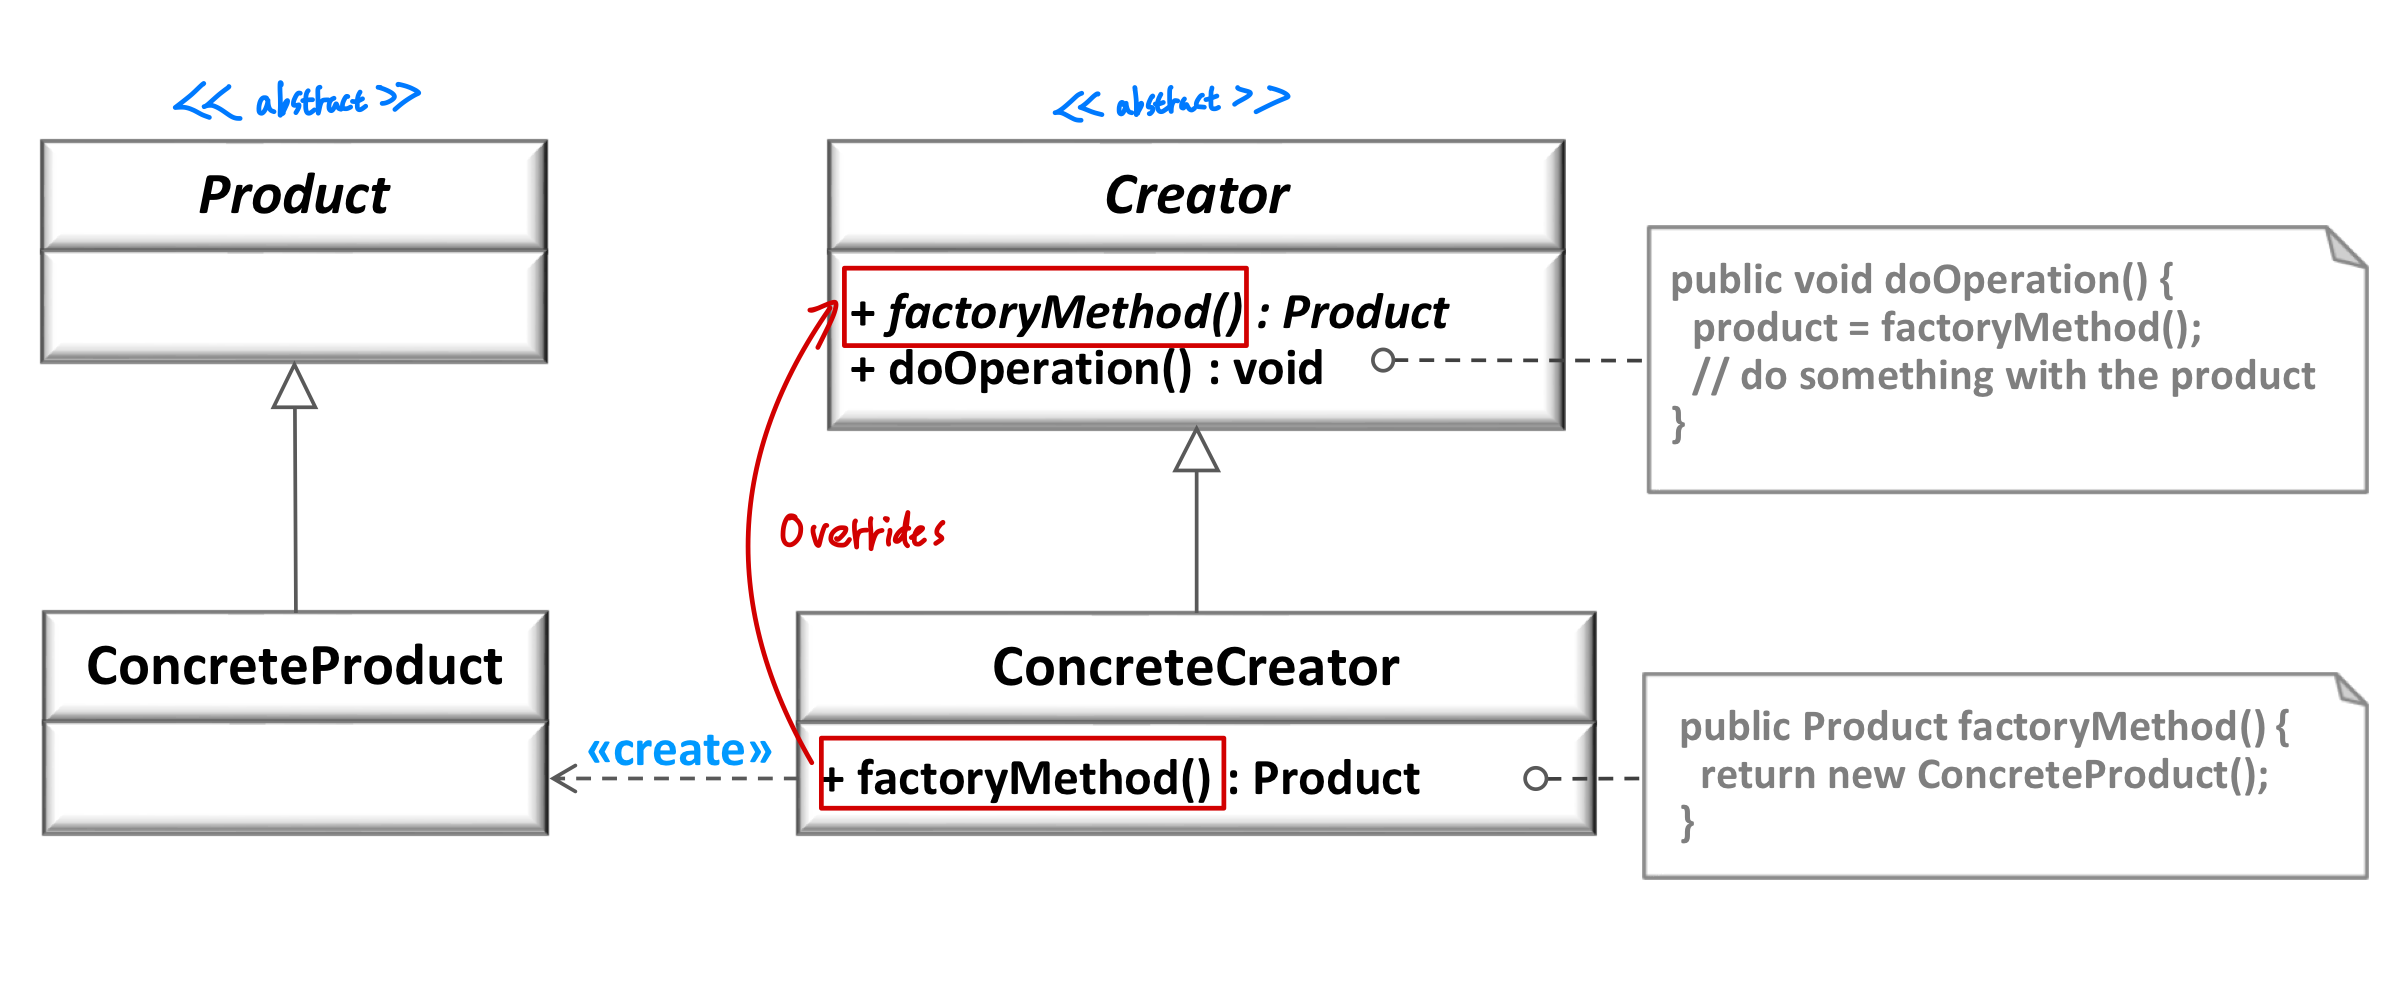 << abstract >>
<< abstract >>
Product
Creator
+ factoryMethod() : Product
+ doOperation() : void
public void doOperation() {
product = factoryMethod();
// do something with the product
}
Overrides
ConcreteProduct
ConcreteCreator
«create»
+ factoryMethod() : Product
public Product factoryMethod() {
return new ConcreteProduct();
}